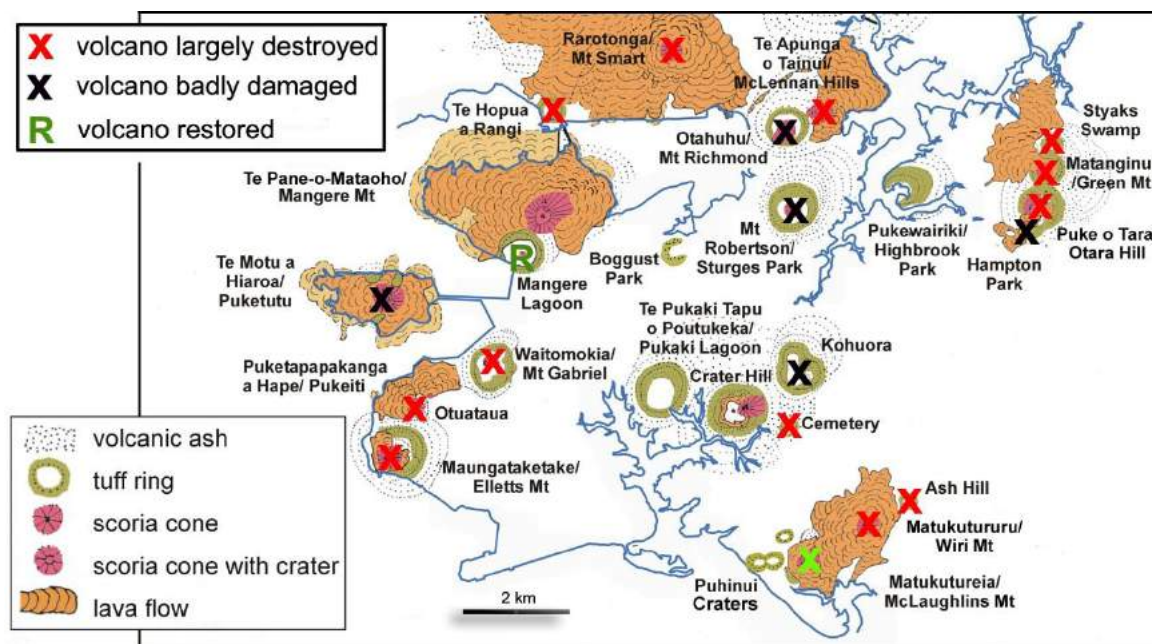 X volcano largely destroyed
X volcano badly damaged
R volcano restored
Rarotonga/
Mt Smart
X
Te Apunga
o Tainui/
McLennan Hills
X
Te Hopua
a Rangi
X
Otahuhu/
Mt Richmond
X
Styaks
Swamp
X
Matanginui
/Green Mt
X
Te Pane-o-Mataoho/
Mangere Mt
Mt
Robertson/
Sturges Park
X
Pukewairiki/
Highbrook
Park
X
Puke o Tara
Otara Hill
X
Hampton
Park
Boggust
Park
R
Mangere
Lagoon
Te Motu a
Hiaroa/
Puketutu
X
Te Pukaki Tapu
o Poutukeka/
Pukaki Lagoon
Kohuora
X
Waitomokia/
Mt Gabriel
X
Puketapapakanga
a Hape/ Pukeiti
Crater Hill
Otuataua
X
Cemetery
X
Maungataketake/
Elletts Mt
X
Ash Hill
X
Matukutururu/
Wiri Mt
X
Puhinui
Craters
X
Matukutureia/
McLaughlins Mt
volcanic ash
tuff ring
scoria cone
scoria cone with crater
lava flow
2 km